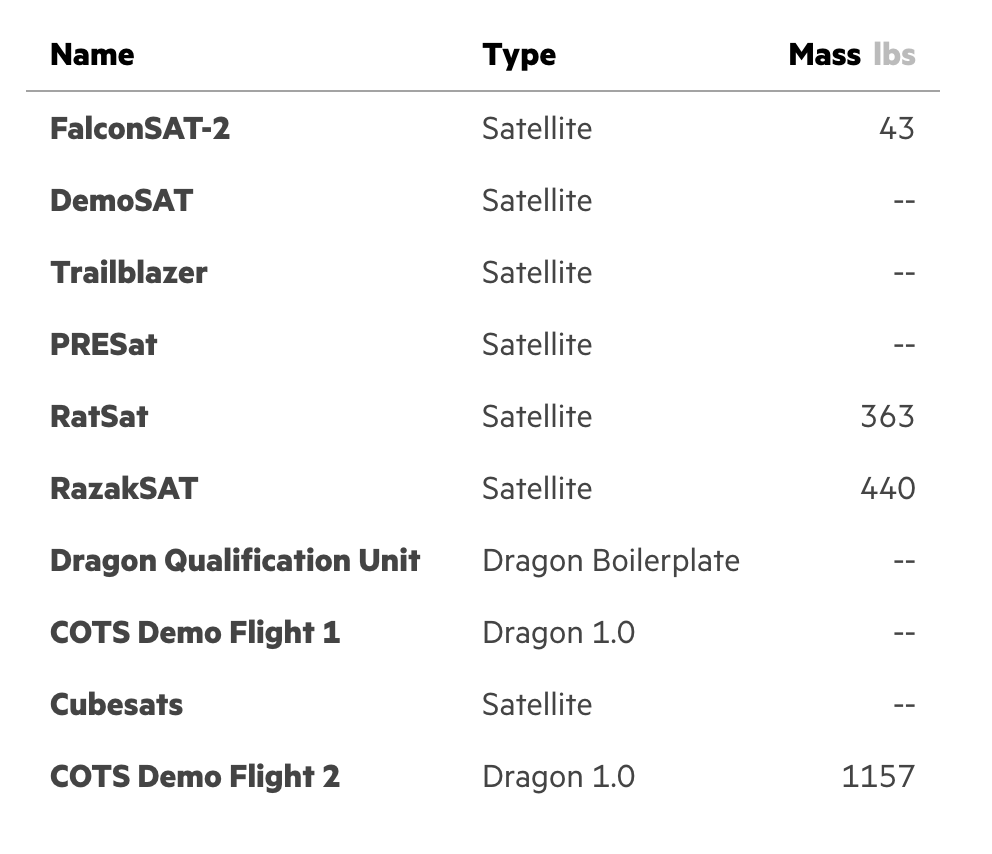 Name Type Mass lbs
FalconSAT-2 Satellite 43
DemoSAT Satellite --
Trailblazer Satellite --
PRESat Satellite --
RatSat Satellite 363
RazakSAT Satellite 440
Dragon Qualification Unit Dragon Boilerplate --
COTS Demo Flight 1 Dragon 1.0 --
Cubesats Satellite --
COTS Demo Flight 2 Dragon 1.0 1157